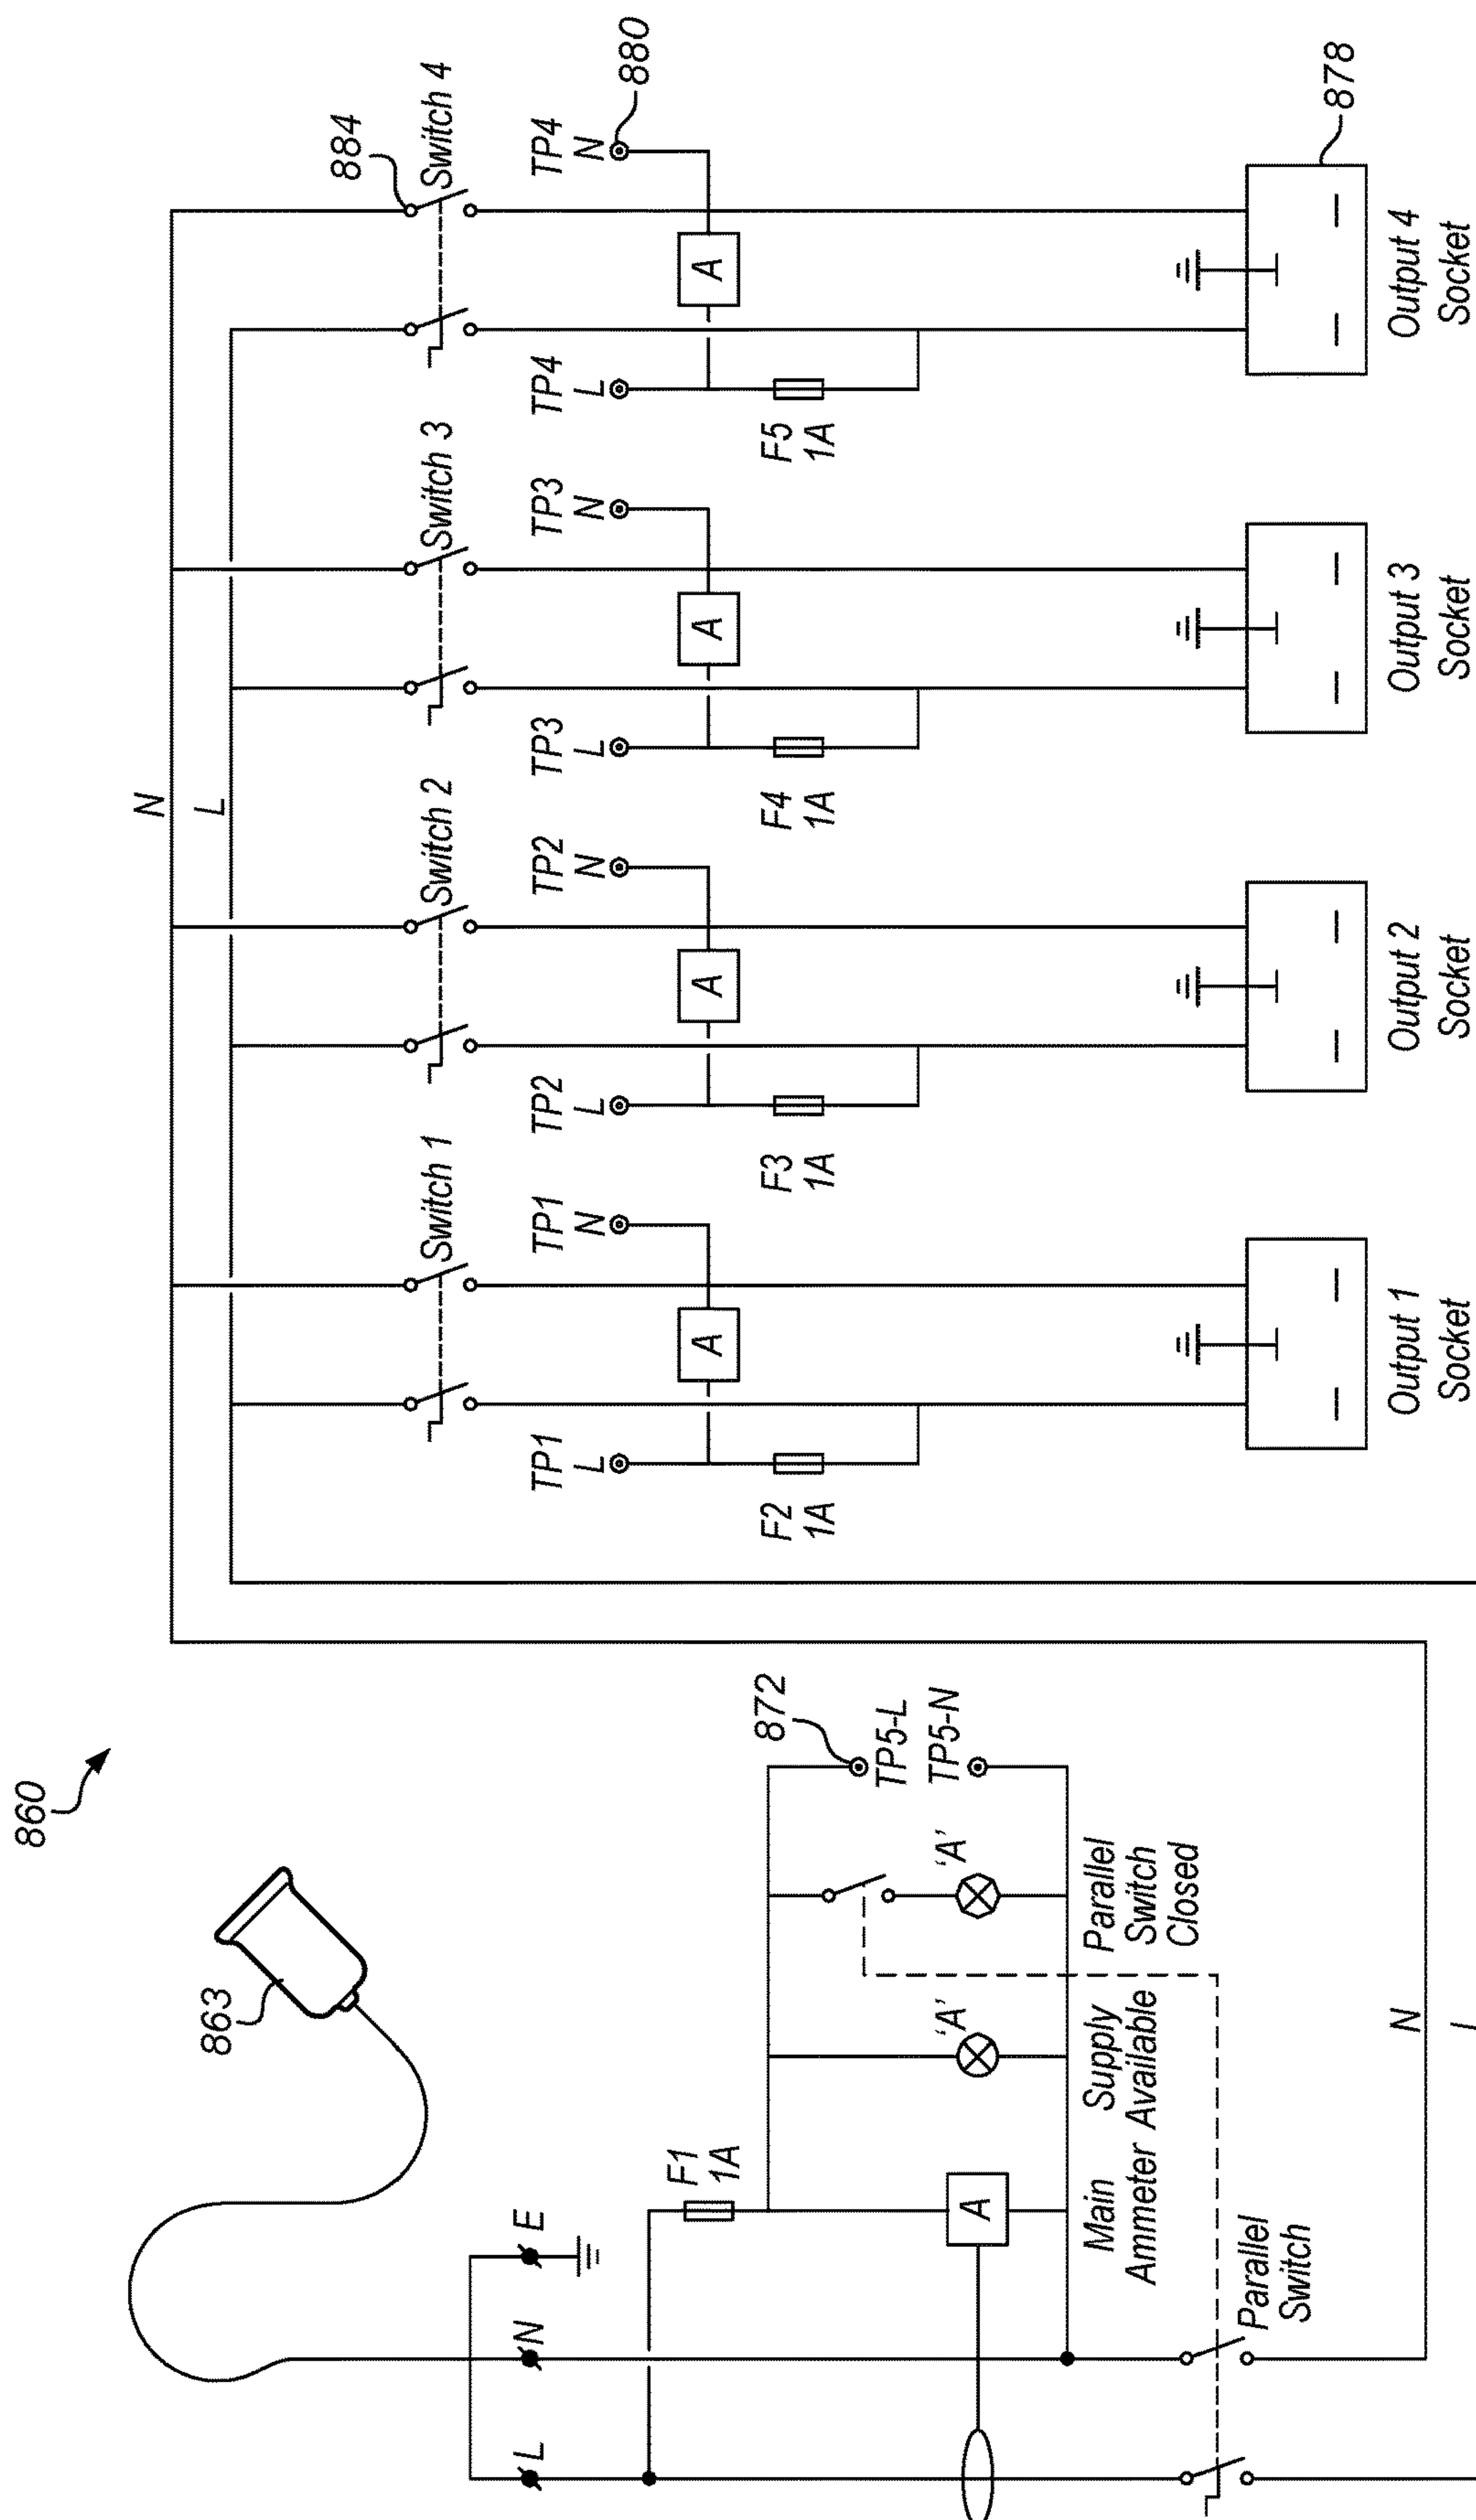 860
863
L
N
E
F1
1A
872
TP5-L
TP5-N
'A'
'A'
A
Main
Ammeter
Supply
Available
Parallel
Switch
Closed
Parallel
Switch
N
L
N
L
Switch 1
Switch 2
Switch 3
Switch 4
884
TP1
L
TP1
N
TP2
L
TP2
N
TP3
L
TP3
N
TP4
L
TP4
N
880
A
A
A
A
F2
1A
F3
1A
F4
1A
F5
1A
878
Output 1
Socket
Output 2
Socket
Output 3
Socket
Output 4
Socket